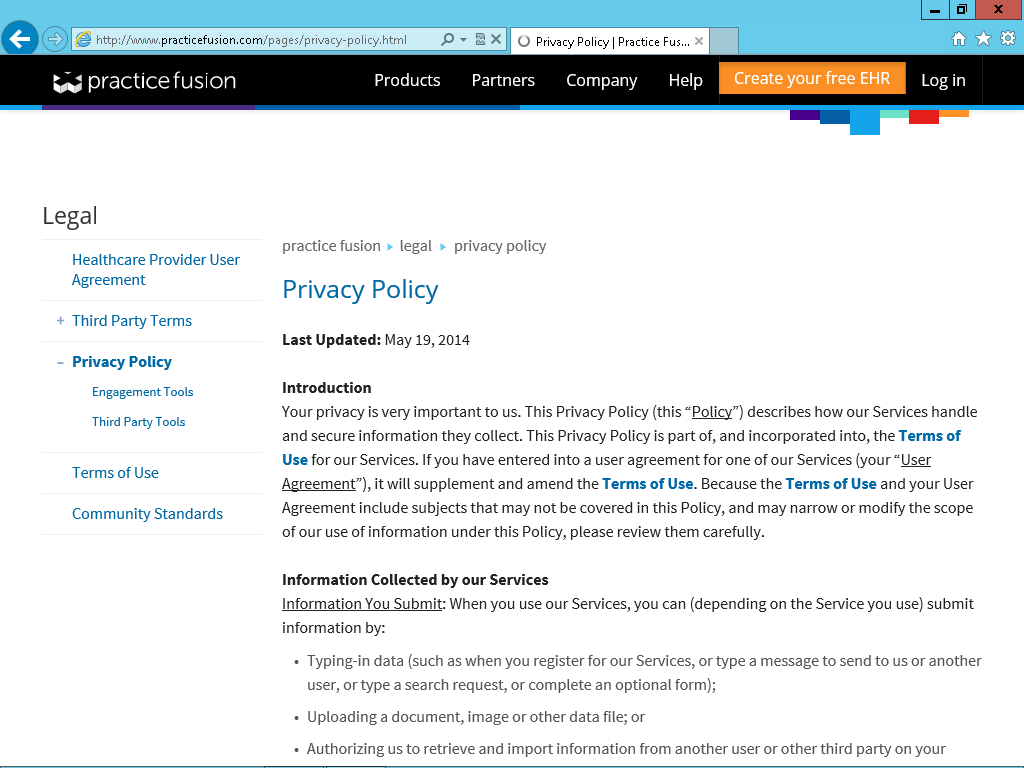 http://www.practicefusion.com/pages/privacy-policy.html
Privacy Policy | Practice Fus...
practice fusion
Products
Partners
Company
Help
Create your free EHR
Log in
Legal
Healthcare Provider User
Agreement
+ Third Party Terms
– Privacy Policy
Engagement Tools
Third Party Tools
Terms of Use
Community Standards
practice fusion ▸ legal ▸ privacy policy
Privacy Policy
Last Updated: May 19, 2014
Introduction
Your privacy is very important to us. This Privacy Policy (this “Policy”) describes how our Services handle
and secure information they collect. This Privacy Policy is part of, and incorporated into, the Terms of
Use for our Services. If you have entered into a user agreement for one of our Services (your “User
Agreement”), it will supplement and amend the Terms of Use. Because the Terms of Use and your User
Agreement include subjects that may not be covered in this Policy, and may narrow or modify the scope
of our use of information under this Policy, please review them carefully.
Information Collected by our Services
Information You Submit: When you use our Services, you can (depending on the Service you use) submit
information by:
• Typing-in data (such as when you register for our Services, or type a message to send to us or another
user, or type a search request, or complete an optional form);
• Uploading a document, image or other data file; or
• Authorizing us to retrieve and import information from another user or other third party on your